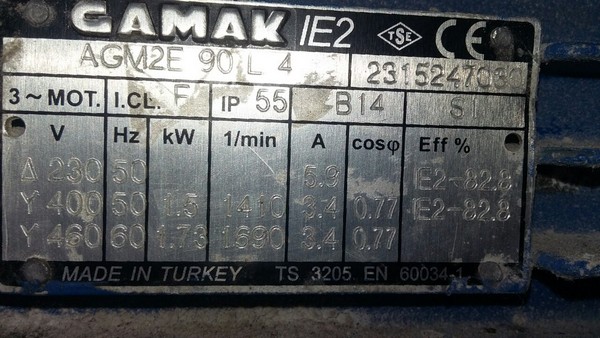 GAMAK IE2 TSE CE
AGM2E 90 L 4
3~MOT. I.CL. F IP 55 B14 S1
V Hz kW 1/min A cosφ Eff %
Δ 230 50 5.9 IE2-82.8
Y 400 50 1.5 1410 3.4 0.77 IE2-82.8
Y 460 60 1.73 1690 3.4 0.77
MADE IN TURKEY TS 3205 EN 60034-1